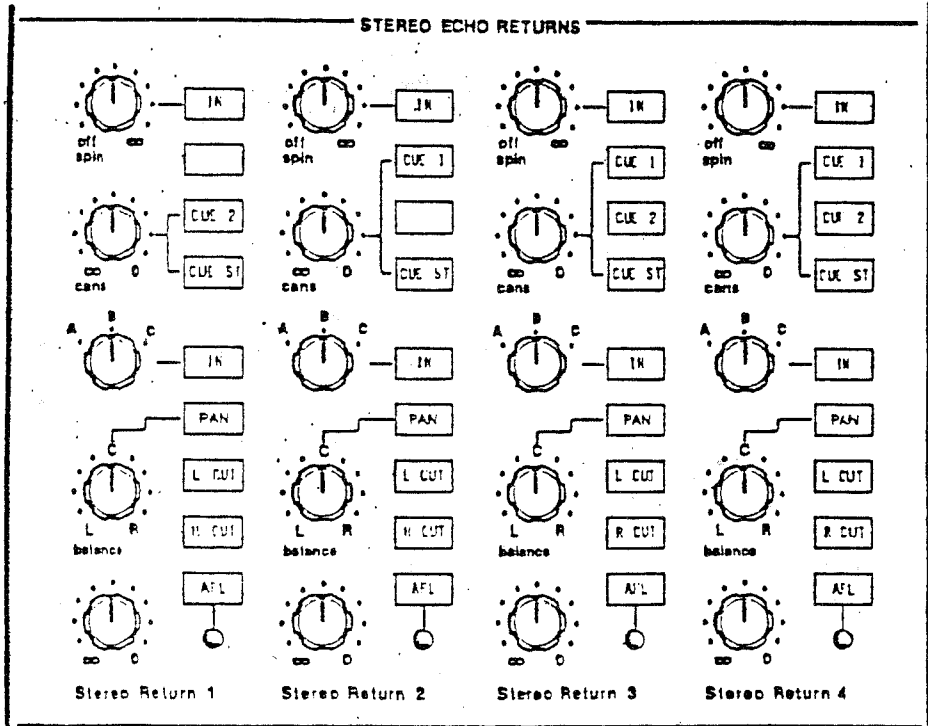 STEREO ECHO RETURNS
IN IN IN IN
off ∞ off ∞ off ∞ off ∞
spin spin spin spin
CUE 1 CUE 1 CUE 1
CUE 2 CUE 2 CUE 2
∞ 0 ∞ 0 ∞ 0 ∞ 0
CUE ST CUE ST CUE ST CUE ST
cans cans cans cans
A B C A B C A B C A B C
IN IN IN IN
PAN PAN PAN PAN
C C C C
L CUT L CUT L CUT L CUT
L R L R L R L R
R CUT R CUT R CUT R CUT
balance balance balance balance
AFL AFL AFL AFL
∞ 0 ∞ 0 ∞ 0 ∞ 0
Stereo Return 1 Stereo Return 2 Stereo Return 3 Stereo Return 4